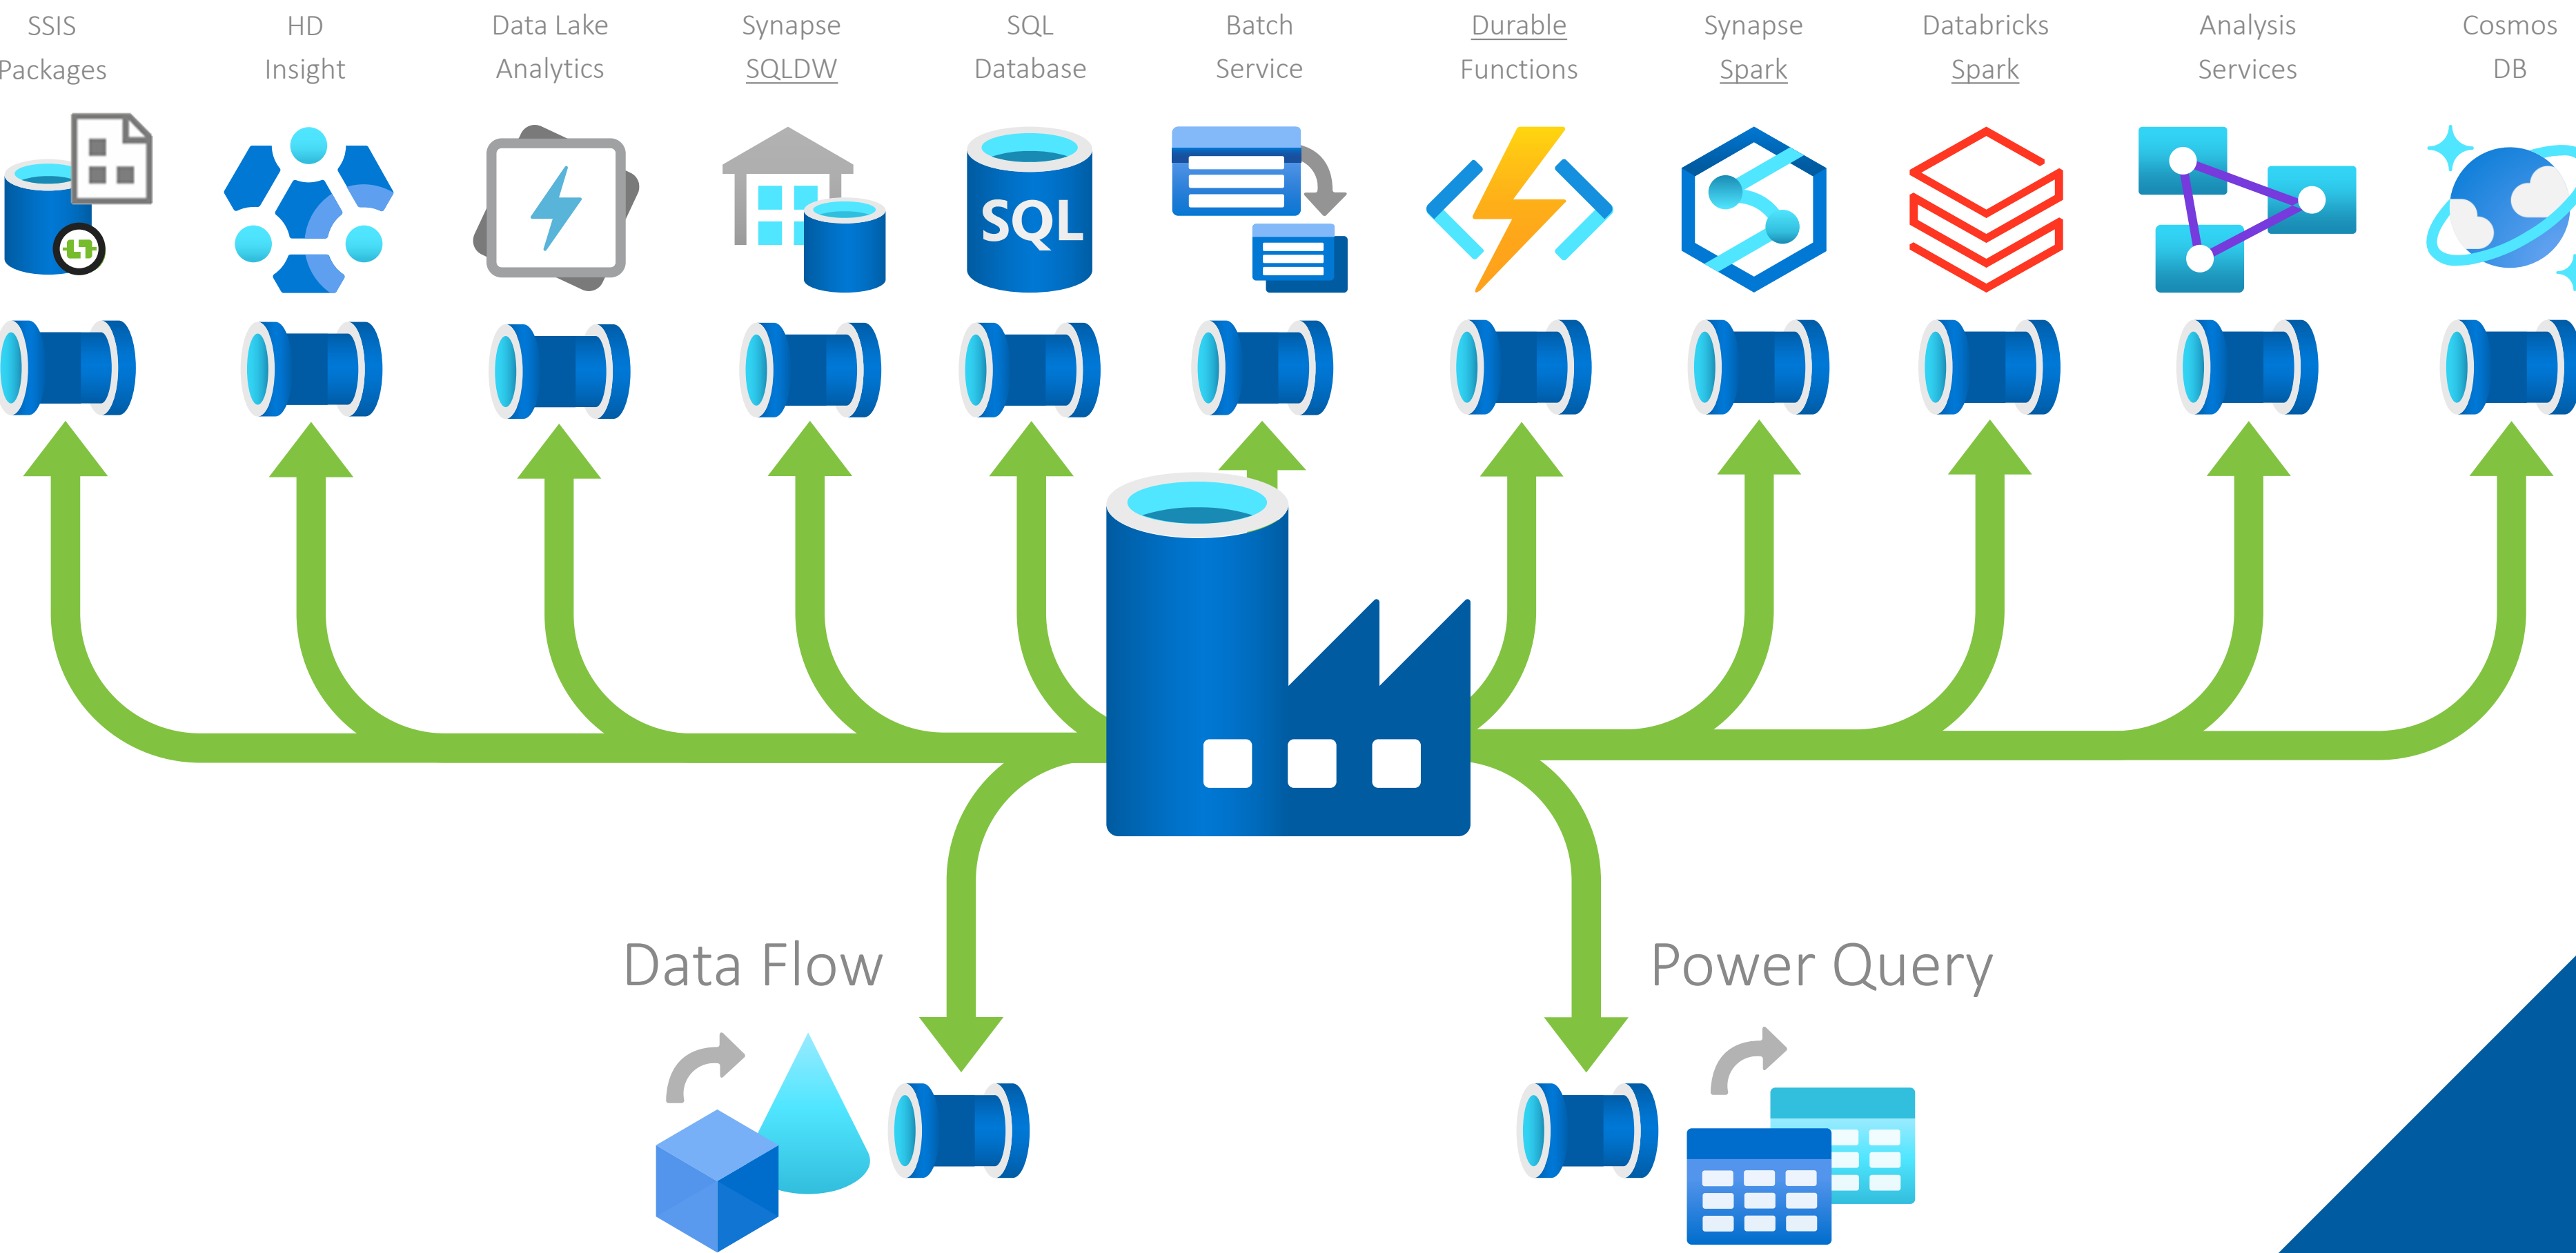 SSIS
Packages
HD
Insight
Data Lake
Analytics
Synapse
SQLDW
SQL
Database
Batch
Service
Durable
Functions
Synapse
Spark
Databricks
Spark
Analysis
Services
Cosmos
DB
SQL
Data Flow
Power Query